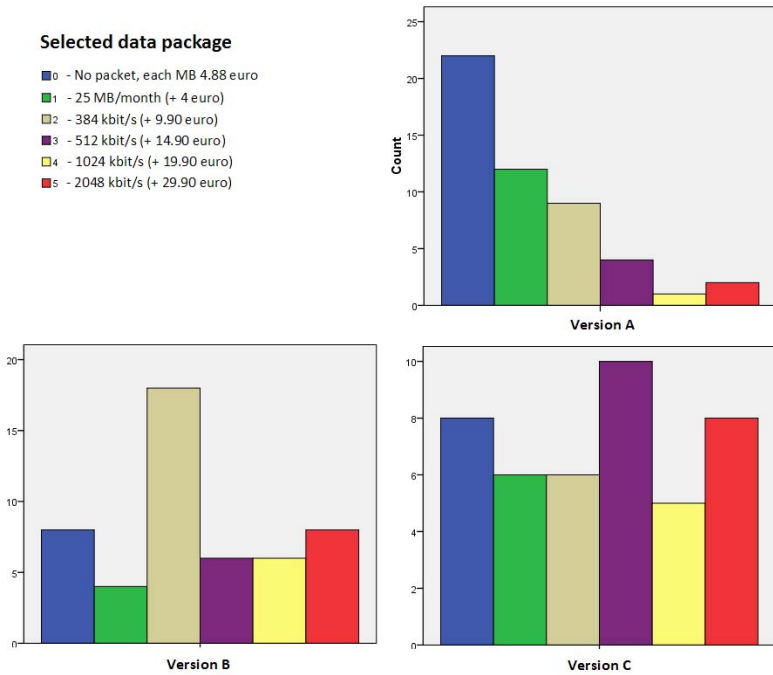 Selected data package
0 - No packet, each MB 4.88 euro
1 - 25 MB/month (+ 4 euro)
2 - 384 kbit/s (+ 9.90 euro)
3 - 512 kbit/s (+ 14.90 euro)
4 - 1024 kbit/s (+ 19.90 euro)
5 - 2048 kbit/s (+ 29.90 euro)
25
20
15
10
5
0
Count
Version A
20
15
10
5
0
Version B
10
8
6
4
2
0
Version C